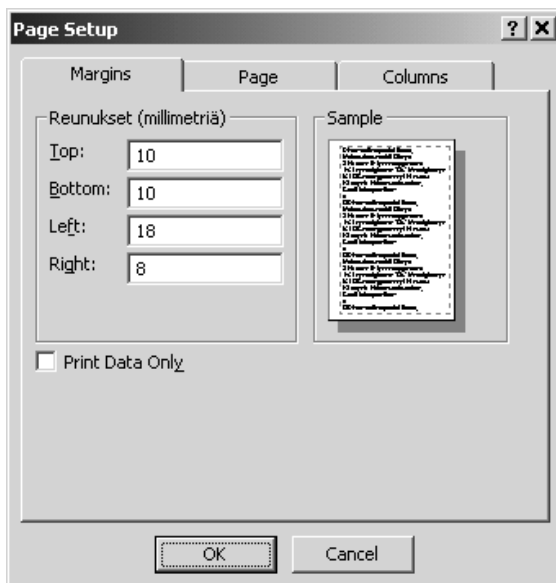 Page Setup
Margins
Page
Columns
Reunukset (millimetriä)
Top: 10
Bottom: 10
Left: 18
Right: 8
Sample
Print Data Only
OK
Cancel